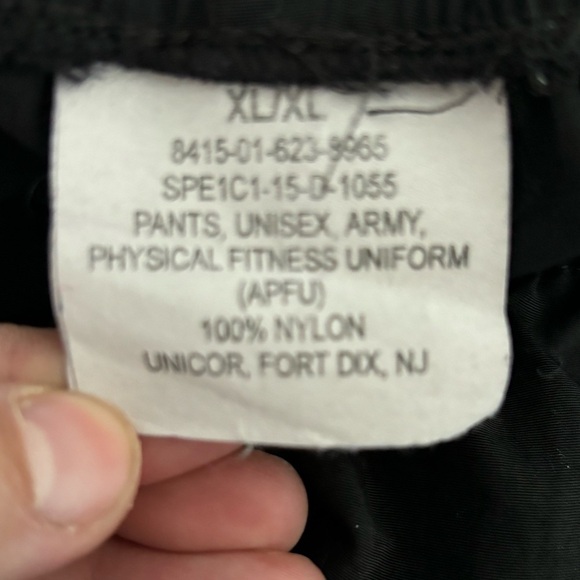 XL/XL
8415-01-623-9965
SPE1C1-15-D-1055
PANTS, UNISEX, ARMY,
PHYSICAL FITNESS UNIFORM
(APFU)
100% NYLON
UNICOR, FORT DIX, NJ